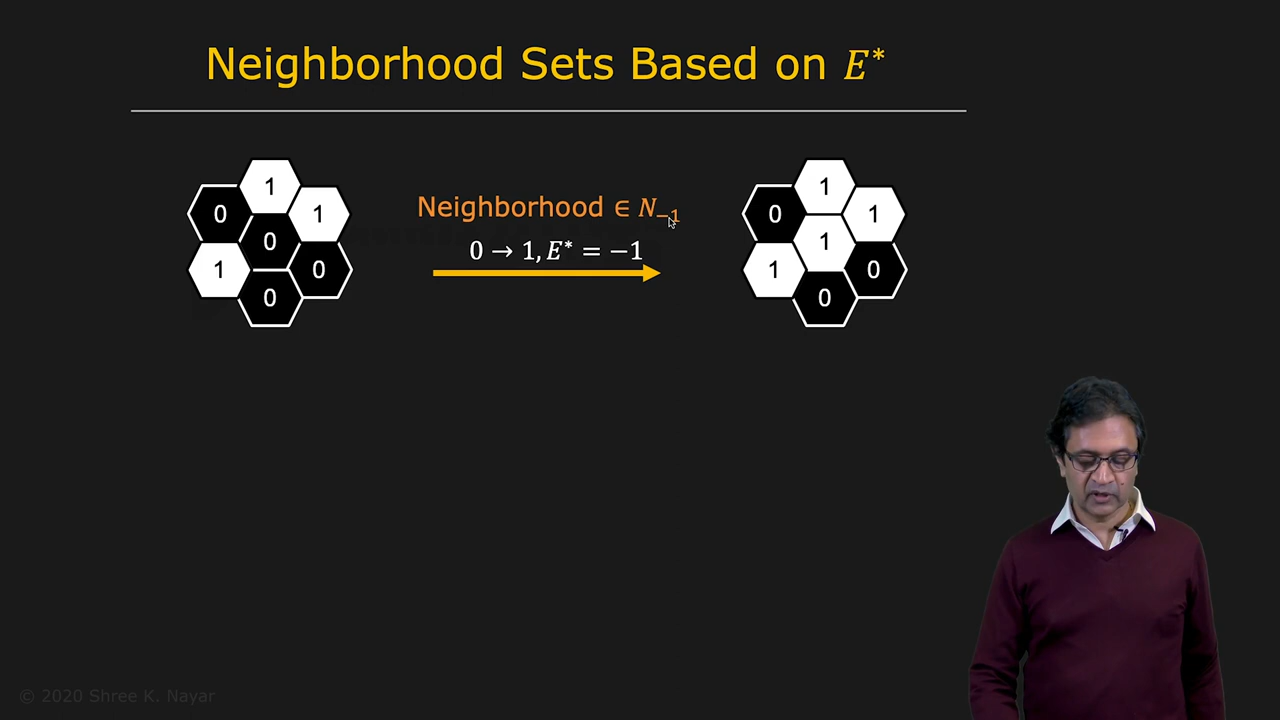 Neighborhood Sets Based on E*
1
0 1
0
1 0
0
Neighborhood ∈ N₋₁
0 → 1, E* = −1
1
0 1
1
1 0
0
© 2020 Shree K. Nayar